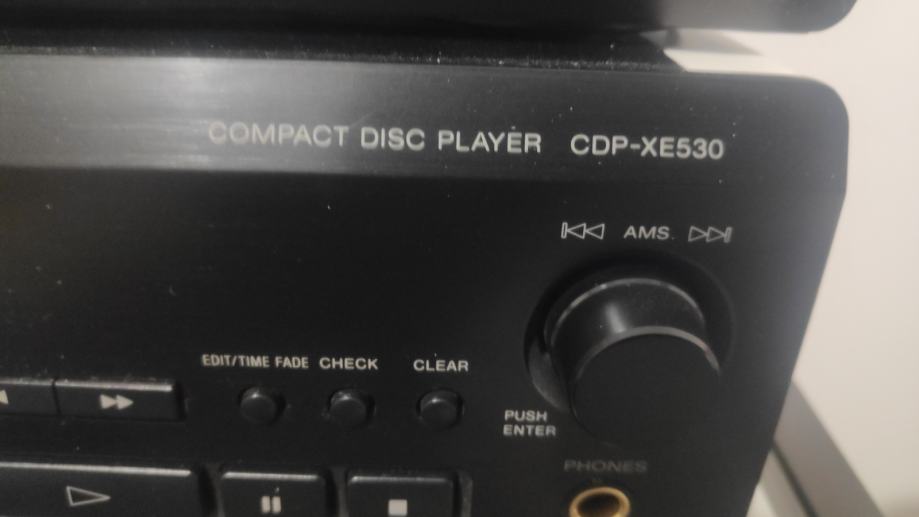 COMPACT DISC PLAYER CDP-XE530
AMS
EDIT/TIME FADE CHECK CLEAR
PUSH
ENTER
PHONES